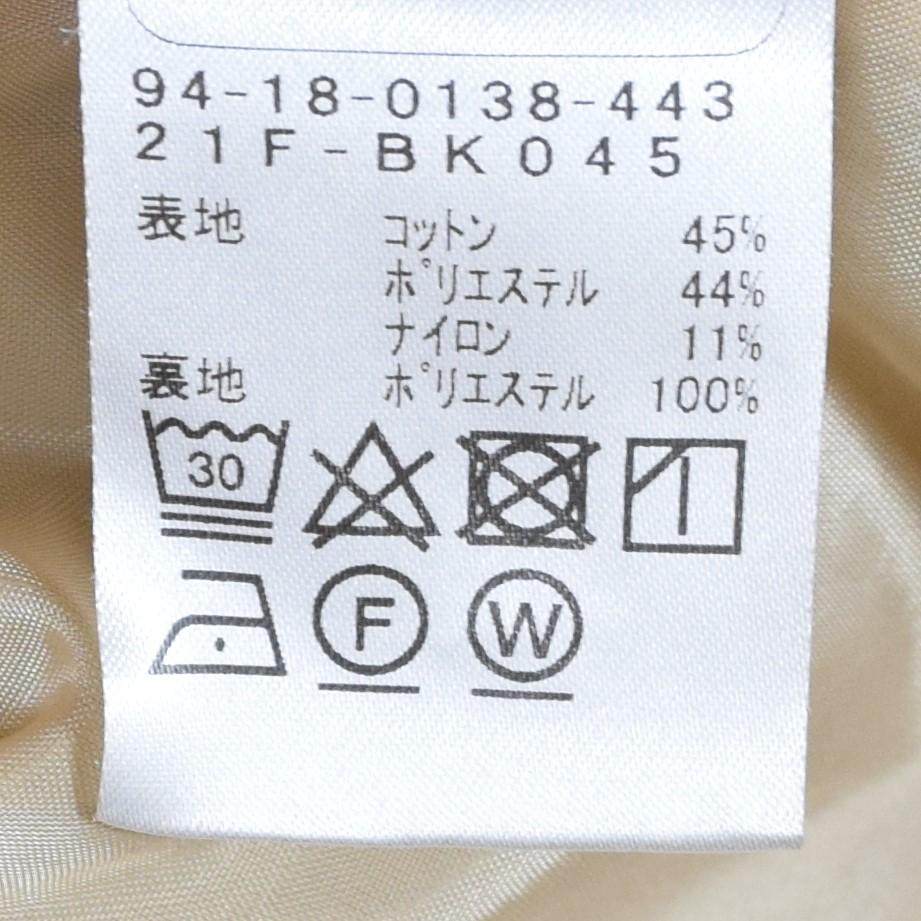 94-18-0138-443
21F-BK045
表地 コットン 45%
ポリエステル 44%
ナイロン 11%
裏地 ポリエステル 100%
30
F W